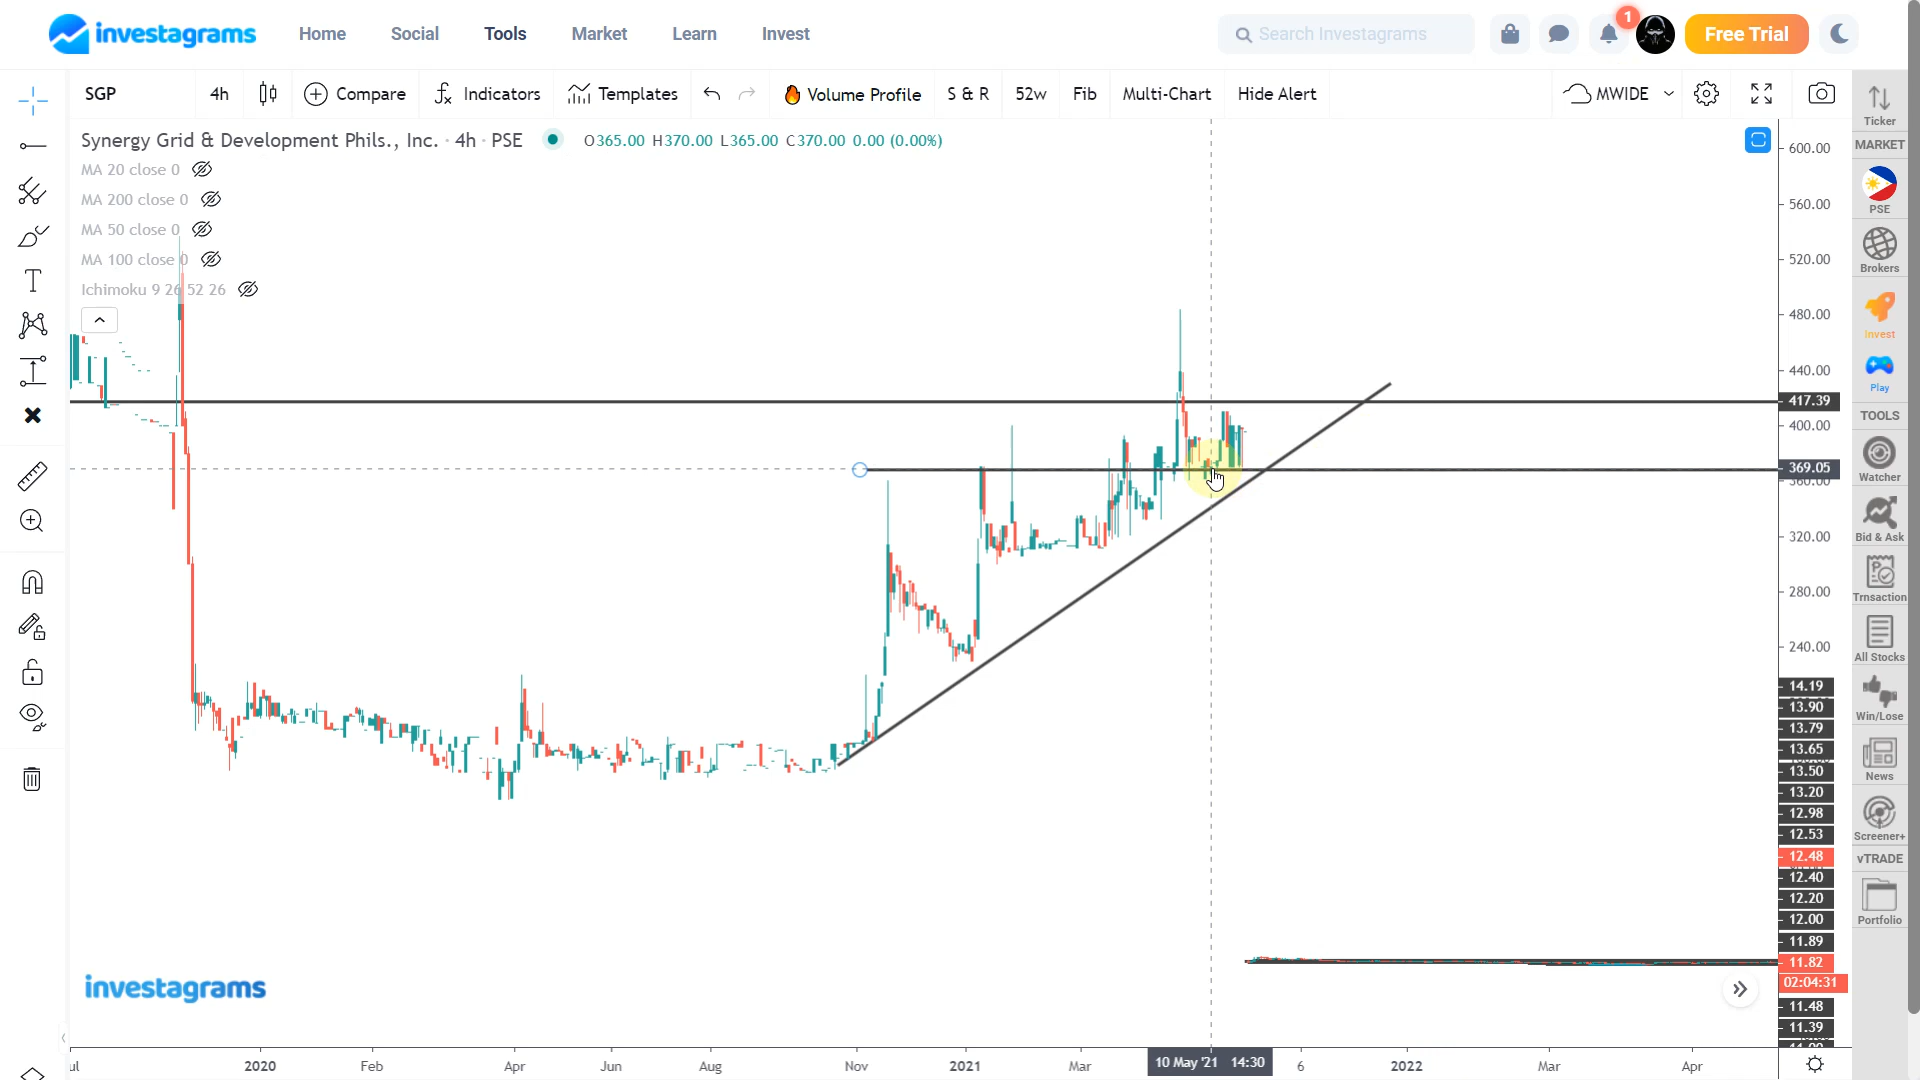 investagrams
Home
Social
Tools
Market
Learn
Invest
Search Investagrams
1
Free Trial
SGP
4h
Compare
Indicators
Templates
Volume Profile
S & R
52w
Fib
Multi-Chart
Hide Alert
MWIDE
Synergy Grid & Development Phils., Inc. · 4h · PSE
O365.00 H370.00 L365.00 C370.00 0.00 (0.00%)
MA 20 close 0
MA 200 close 0
MA 50 close 0
MA 100 close 0
Ichimoku 9 26 52 26
600.00
560.00
520.00
480.00
440.00
417.39
400.00
369.05
360.00
320.00
280.00
240.00
14.19
13.90
13.79
13.65
13.50
13.20
12.98
12.53
12.48
12.40
12.20
12.00
11.89
11.82
02:04:31
11.48
11.39
investagrams
2020
Feb
Apr
Jun
Aug
Nov
2021
Mar
10 May '21 14:30
6
2022
Mar
Apr
Ticker
MARKET
PSE
Brokers
Invest
Play
TOOLS
Watcher
Bid & Ask
Trnsaction
All Stocks
Win/Lose
News
Screener+
vTRADE
Portfolio